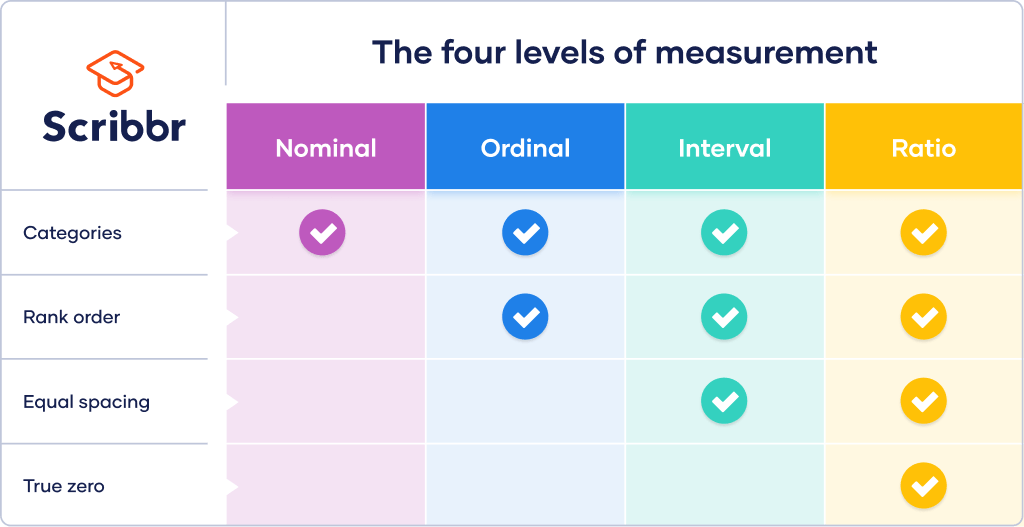 The four levels of measurement
Scribbr
Nominal Ordinal Interval Ratio
Categories
Rank order
Equal spacing
True zero